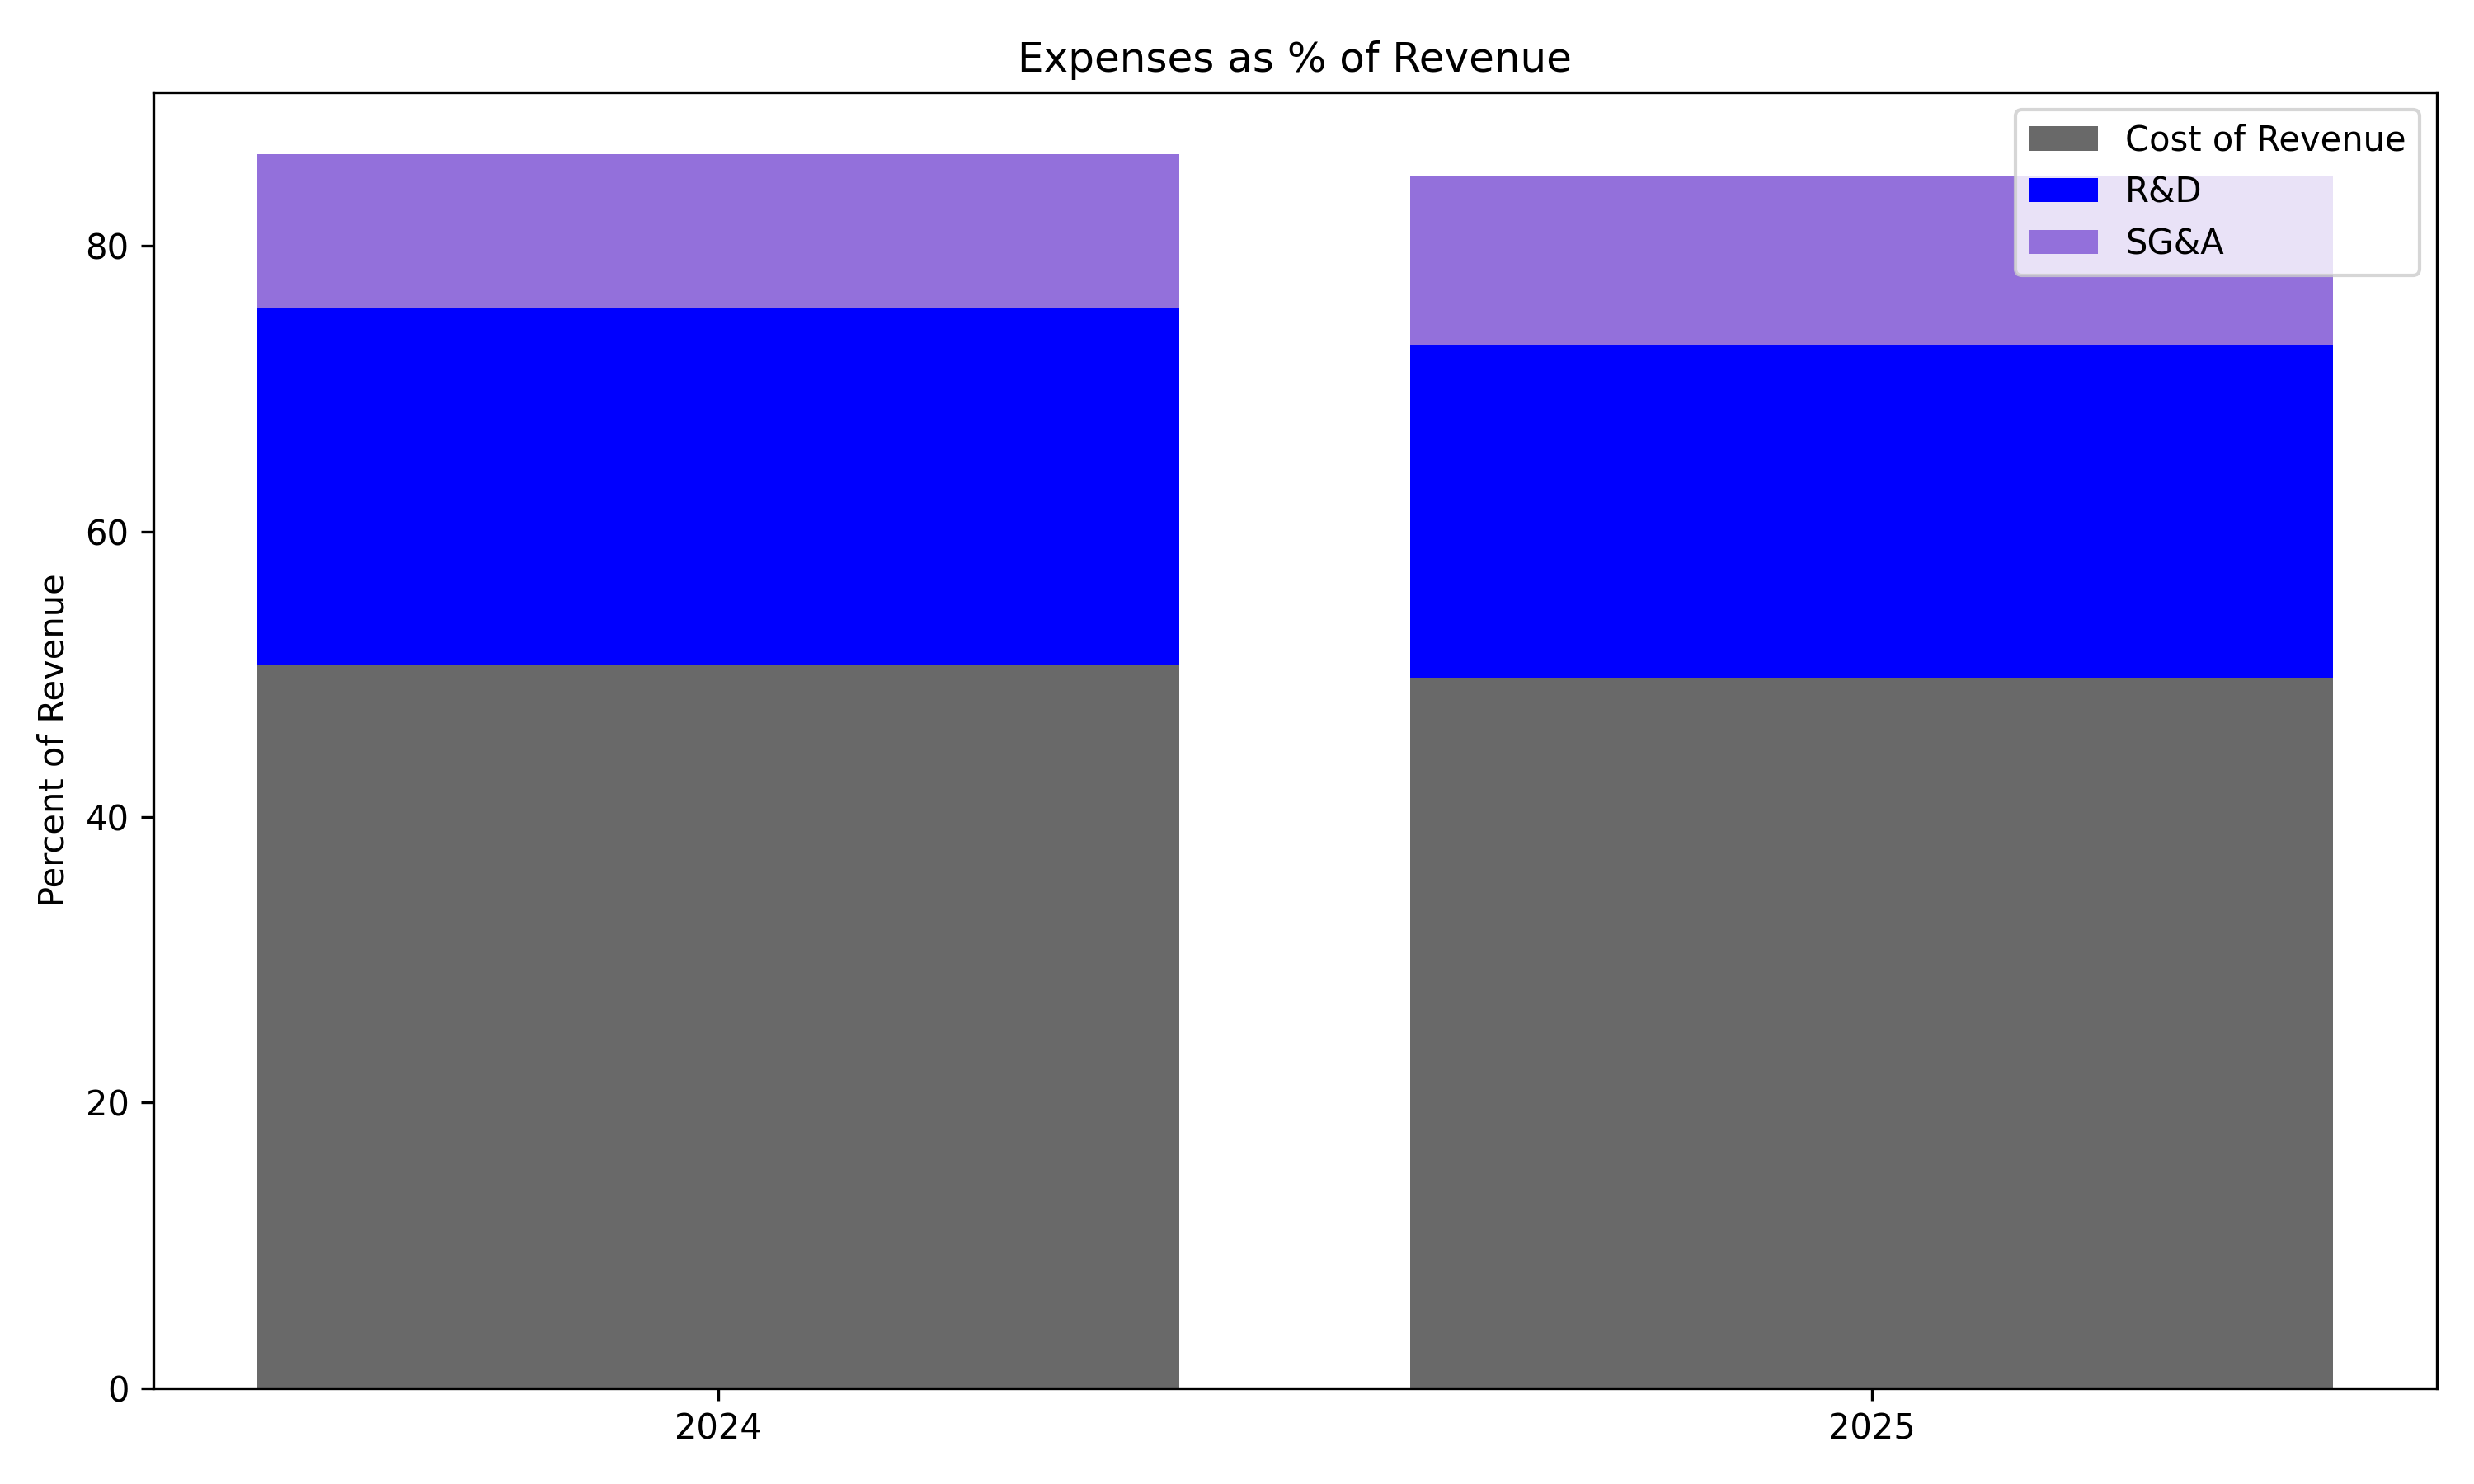 Expenses as % of Revenue
Cost of Revenue
R&D
SG&A
Percent of Revenue
80
60
40
20
0
2024
2025